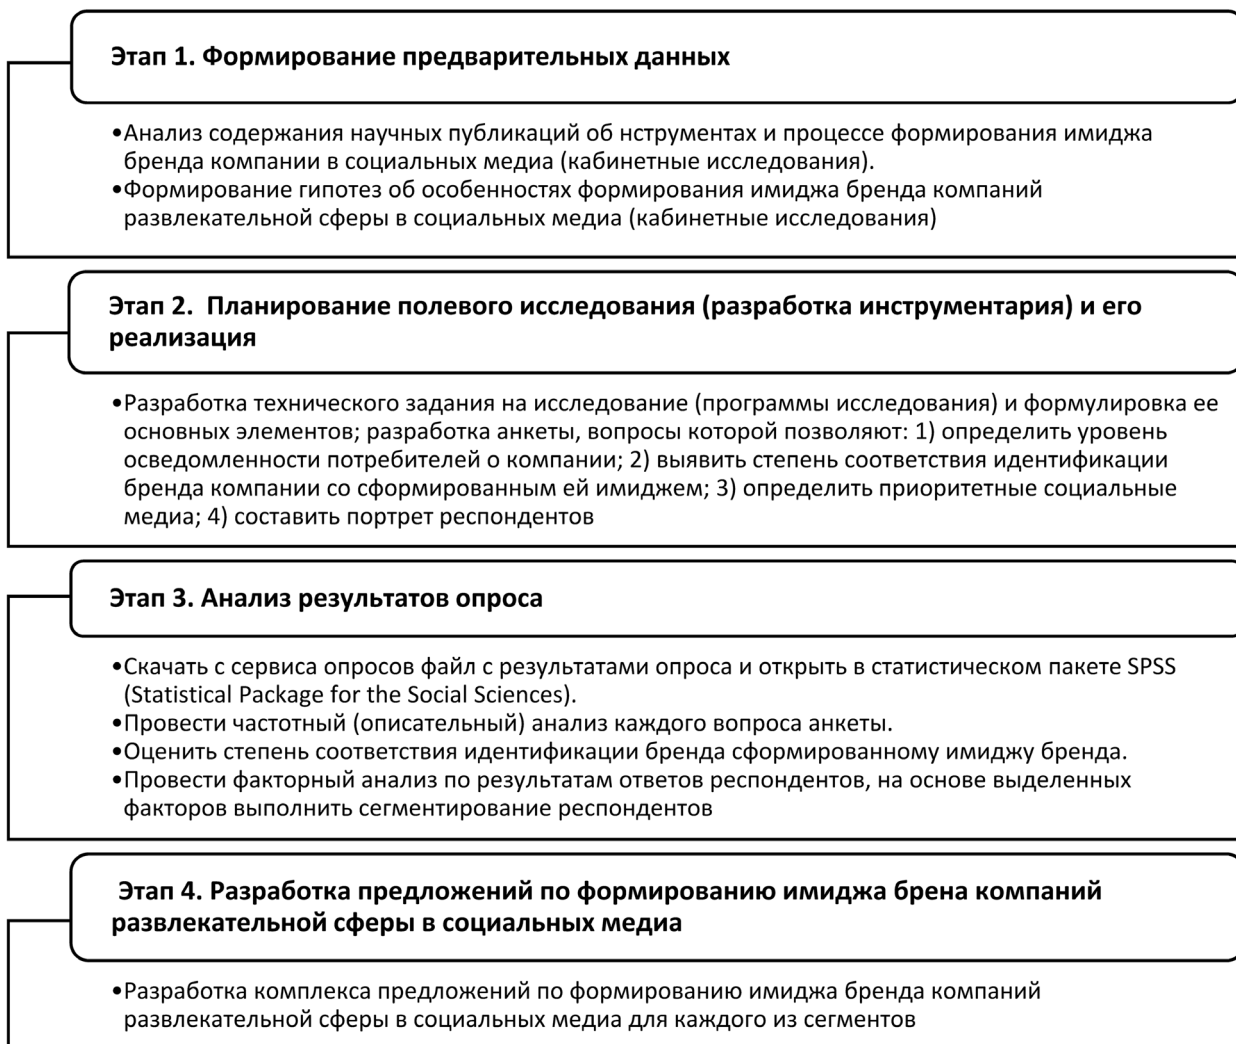 Этап 1. Формирование предварительных данных
•Анализ содержания научных публикаций об нструментах и процессе формирования имиджа
бренда компании в социальных медиа (кабинетные исследования).
•Формирование гипотез об особенностях формирования имиджа бренда компаний
развлекательной сферы в социальных медиа (кабинетные исследования)
Этап 2.  Планирование полевого исследования (разработка инструментария) и его
реализация
•Разработка технического задания на исследование (программы исследования) и формулировка ее
основных элементов; разработка анкеты, вопросы которой позволяют: 1) определить уровень
осведомленности потребителей о компании; 2) выявить степень соответствия идентификации
бренда компании со сформированным ей имиджем; 3) определить приоритетные социальные
медиа; 4) составить портрет респондентов
Этап 3. Анализ результатов опроса
•Скачать с сервиса опросов файл с результатами опроса и открыть в статистическом пакете SPSS
(Statistical Package for the Social Sciences).
•Провести частотный (описательный) анализ каждого вопроса анкеты.
•Оценить степень соответствия идентификации бренда сформированному имиджу бренда.
•Провести факторный анализ по результатам ответов респондентов, на основе выделенных
факторов выполнить сегментирование респондентов
Этап 4. Разработка предложений по формированию имиджа брена компаний
развлекательной сферы в социальных медиа
•Разработка комплекса предложений по формированию имиджа бренда компаний
развлекательной сферы в социальных медиа для каждого из сегментов